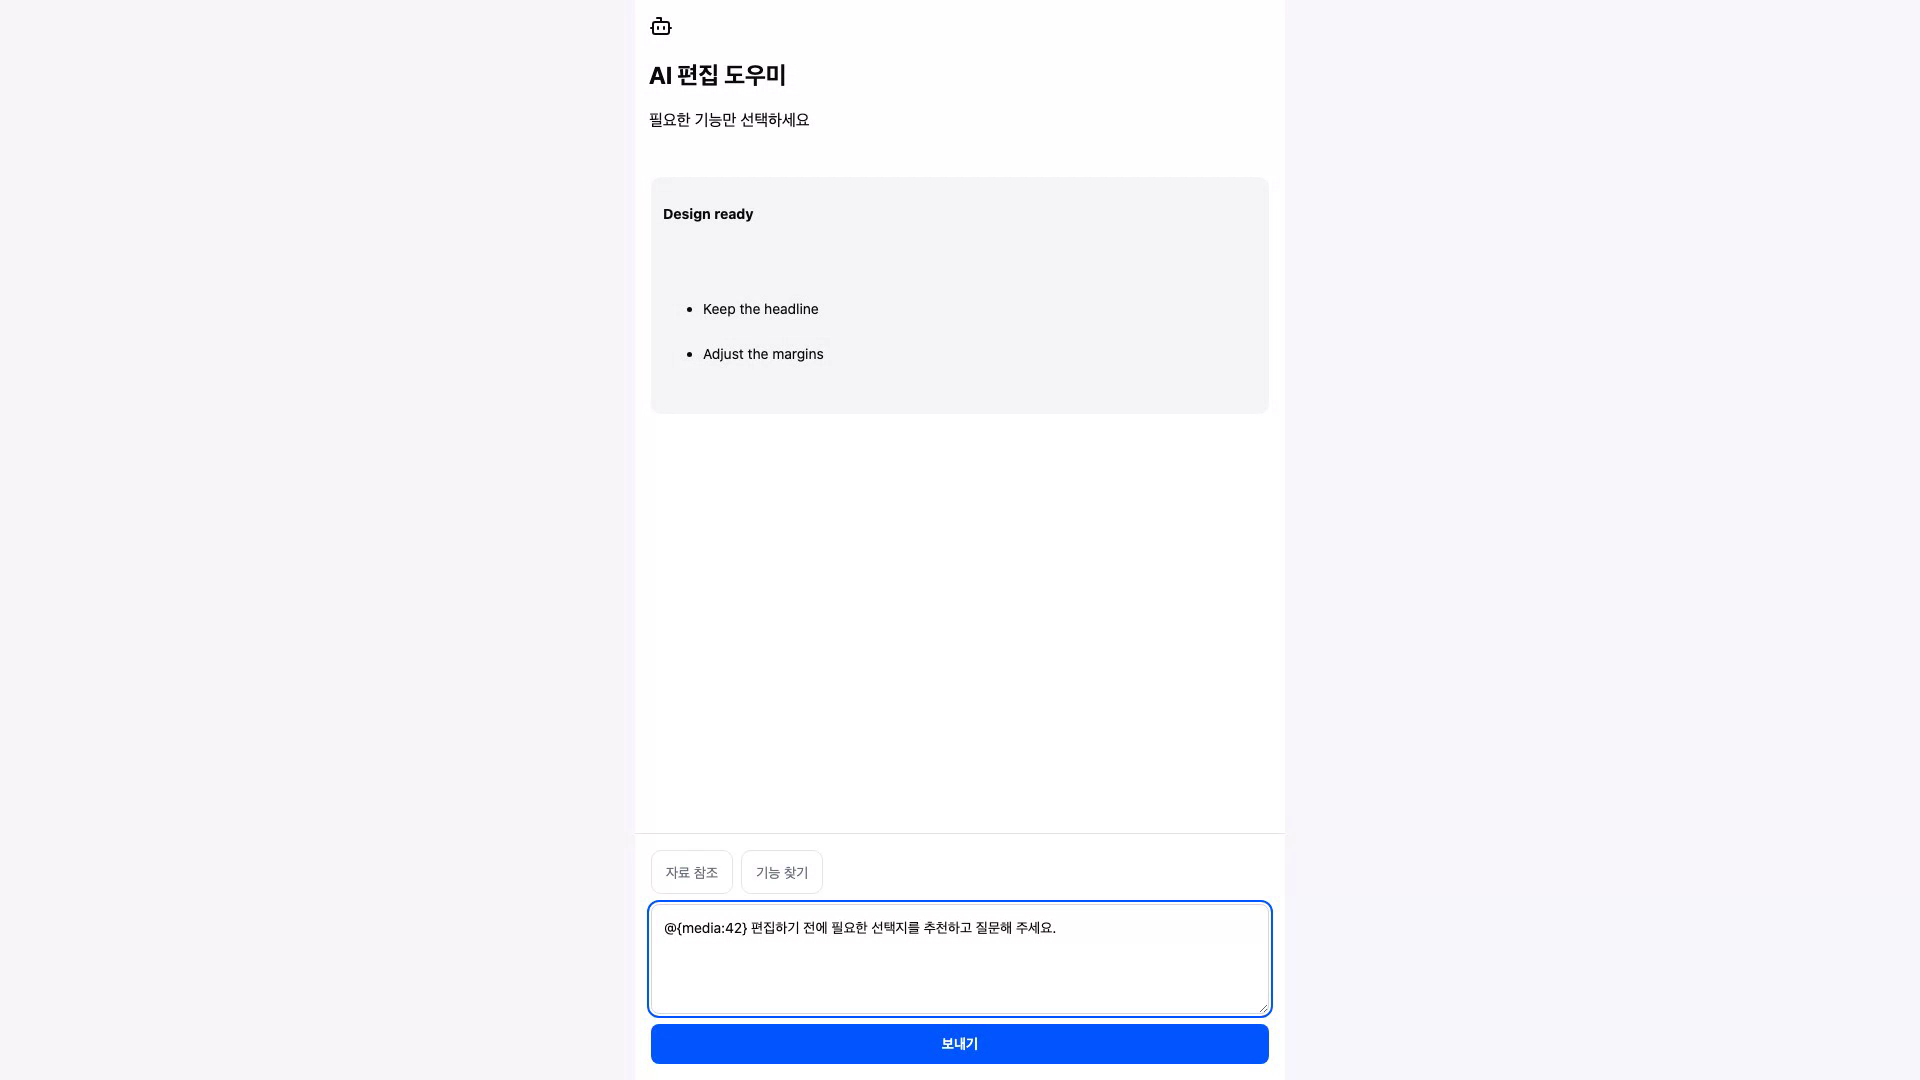 AI 편집 도우미
필요한 기능만 선택하세요
Design ready
• Keep the headline
• Adjust the margins
자료 참조
기능 찾기
@{media:42} 편집하기 전에 필요한 선택지를 추천하고 질문해 주세요.
보내기